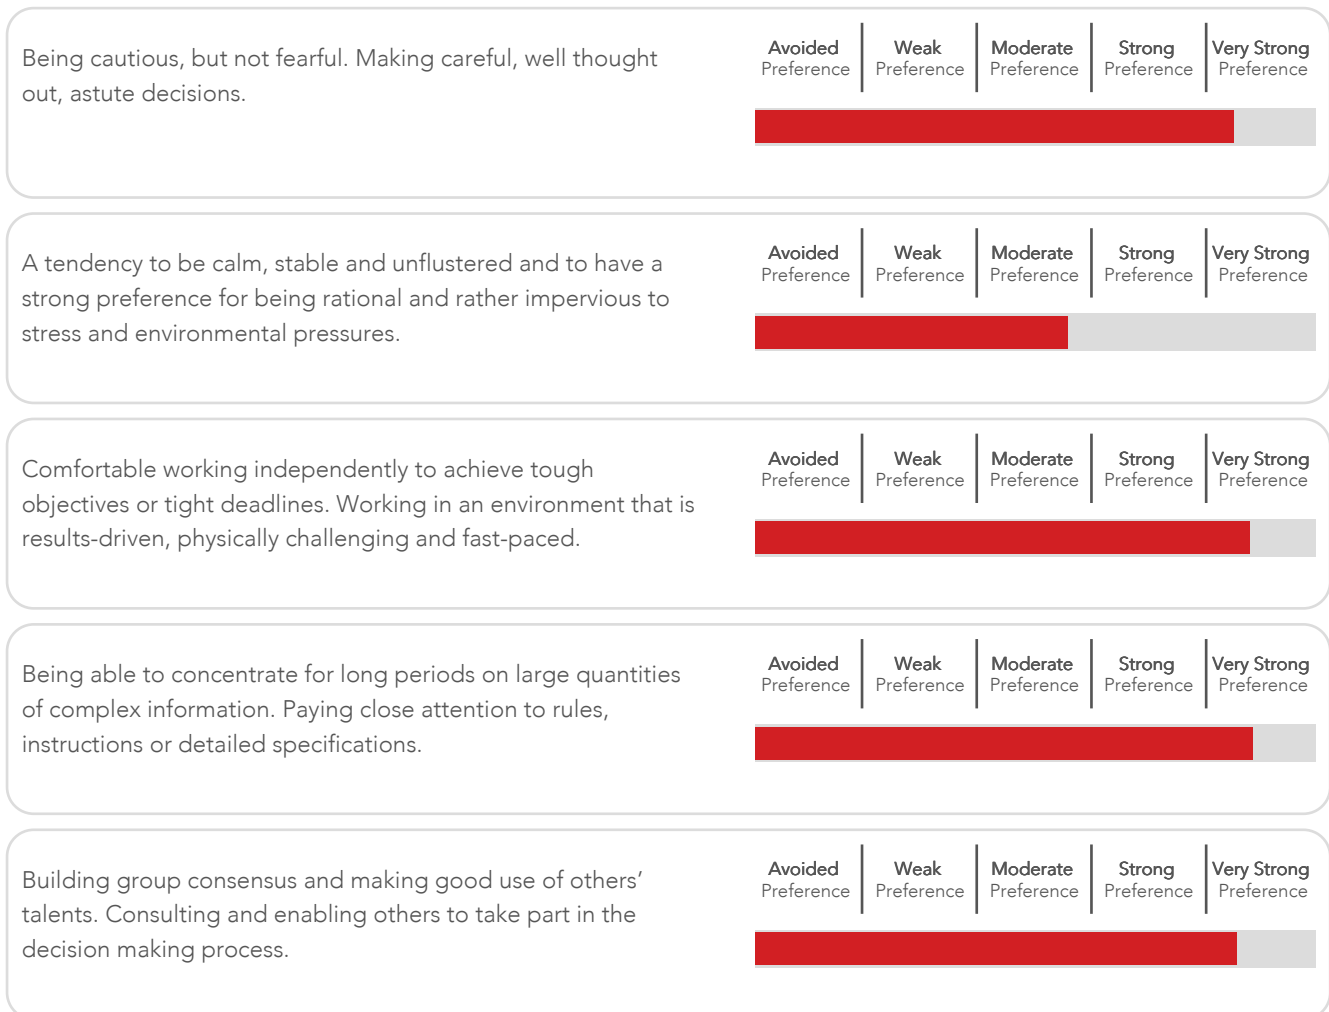 Being cautious, but not fearful. Making careful, well thought
out, astute decisions.
Avoided Weak Moderate Strong Very Strong
Preference Preference Preference Preference Preference
A tendency to be calm, stable and unflustered and to have a
strong preference for being rational and rather impervious to
stress and environmental pressures.
Avoided Weak Moderate Strong Very Strong
Preference Preference Preference Preference Preference
Comfortable working independently to achieve tough
objectives or tight deadlines. Working in an environment that is
results-driven, physically challenging and fast-paced.
Avoided Weak Moderate Strong Very Strong
Preference Preference Preference Preference Preference
Being able to concentrate for long periods on large quantities
of complex information. Paying close attention to rules,
instructions or detailed specifications.
Avoided Weak Moderate Strong Very Strong
Preference Preference Preference Preference Preference
Building group consensus and making good use of others’
talents. Consulting and enabling others to take part in the
decision making process.
Avoided Weak Moderate Strong Very Strong
Preference Preference Preference Preference Preference